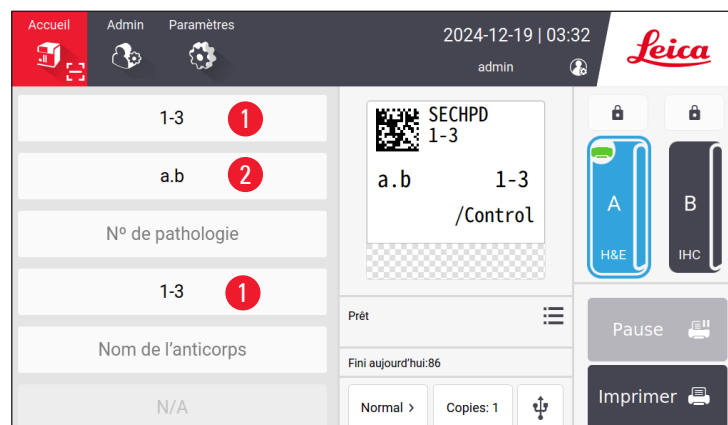 Accueil
Admin
Paramètres
2024-12-19 | 03:32
admin
Leica
1-3
1
a.b
2
Nº de pathologie
1-3
1
Nom de l’anticorps
N/A
SECHPD
1-3
a.b 1-3
/Control
Prêt
Fini aujourd’hui:86
Normal >
Copies: 1
A
H&E
B
IHC
Pause
Imprimer